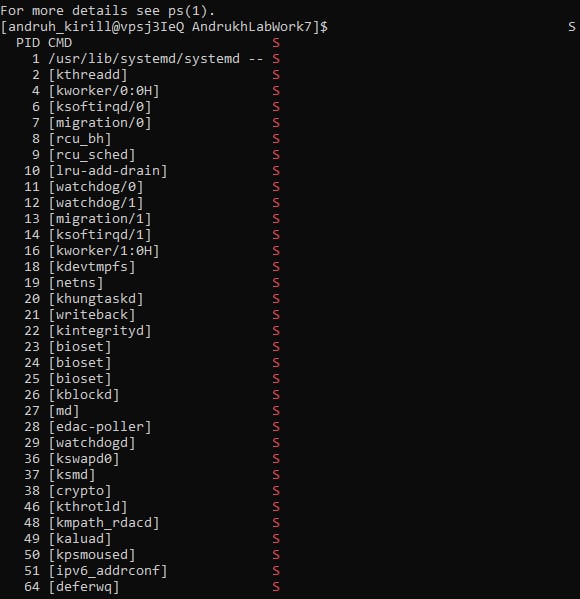 For more details see ps(1).
[andruh_kirill@vpsj3IeQ AndrukhLabWork7]$ S
PID CMD S
1 /usr/lib/systemd/systemd -- S
2 [kthreadd] S
4 [kworker/0:0H] S
6 [ksoftirqd/0] S
7 [migration/0] S
8 [rcu_bh] S
9 [rcu_sched] S
10 [lru-add-drain] S
11 [watchdog/0] S
12 [watchdog/1] S
13 [migration/1] S
14 [ksoftirqd/1] S
16 [kworker/1:0H] S
18 [kdevtmpfs] S
19 [netns] S
20 [khungtaskd] S
21 [writeback] S
22 [kintegrityd] S
23 [bioset] S
24 [bioset] S
25 [bioset] S
26 [kblockd] S
27 [md] S
28 [edac-poller] S
29 [watchdogd] S
36 [kswapd0] S
37 [ksmd] S
38 [crypto] S
46 [kthrotld] S
48 [kmpath_rdacd] S
49 [kaluad] S
50 [kpsmoused] S
51 [ipv6_addrconf] S
64 [deferwq] S